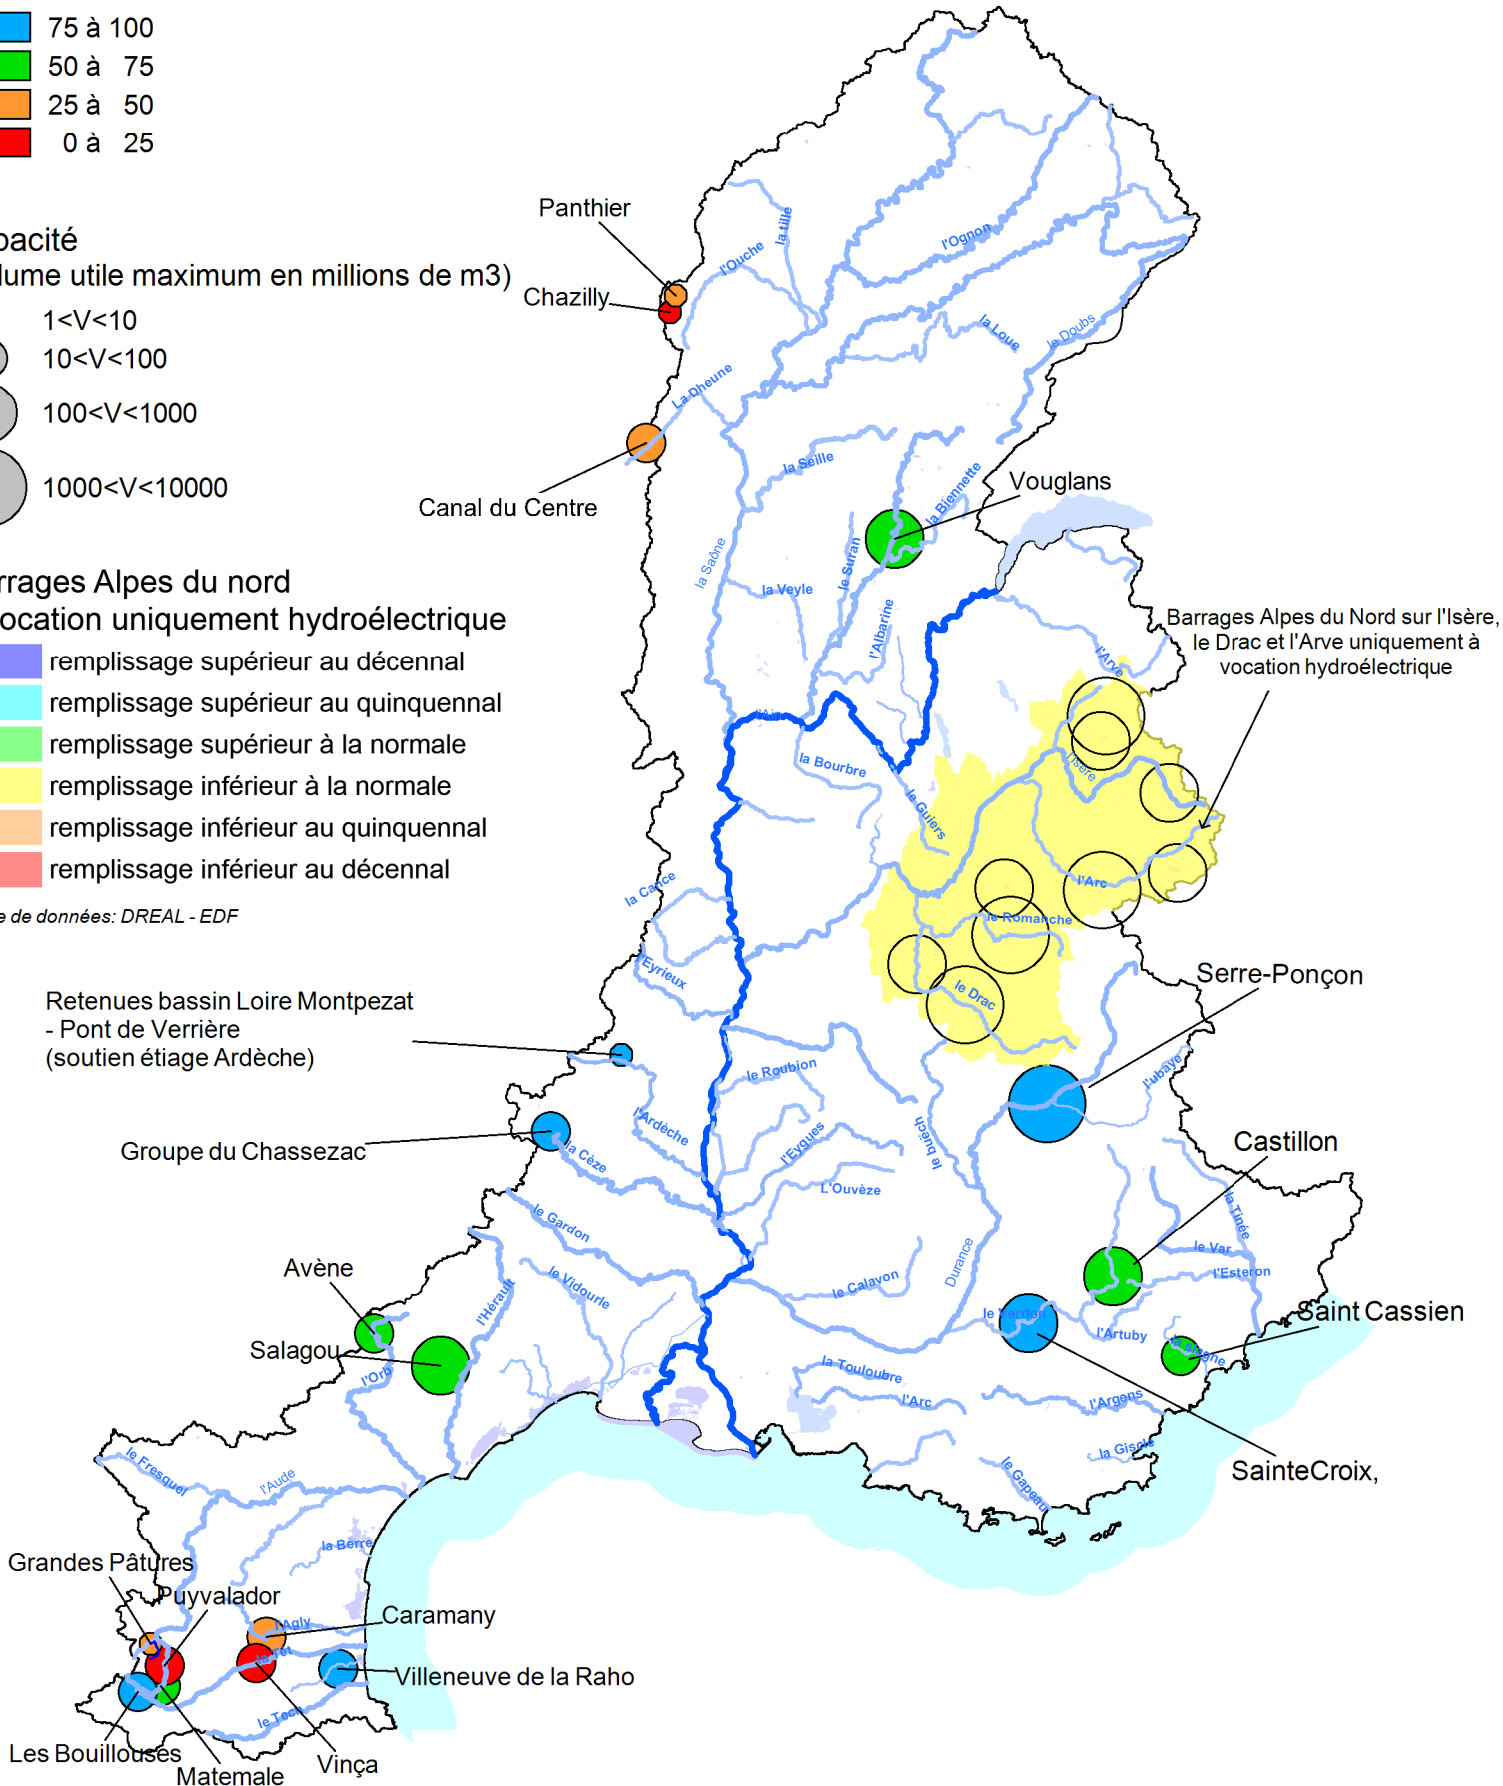 75 à 100
50 à 75
25 à 50
0 à 25
pacité
lume utile maximum en millions de m3)
1<V<10
10<V<100
100<V<1000
1000<V<10000
rrages Alpes du nord
ocation uniquement hydroélectrique
remplissage supérieur au décennal
remplissage supérieur au quinquennal
remplissage supérieur à la normale
remplissage inférieur à la normale
remplissage inférieur au quinquennal
remplissage inférieur au décennal
e de données: DREAL - EDF
Panthier
Chazilly
Canal du Centre
Vouglans
Barrages Alpes du Nord sur l'Isère,
le Drac et l'Arve uniquement à
vocation hydroélectrique
Retenues bassin Loire Montpezat
- Pont de Verrière
(soutien étiage Ardèche)
Groupe du Chassezac
Serre-Ponçon
Castillon
Saint Cassien
SainteCroix,
Avène
Salagou
Grandes Pâtures
Puyvalador
Caramany
Villeneuve de la Raho
Les Bouillouses
Matemale
Vinça
la tille
l'Ouche
l'Ognon
la Loue
le Doubs
La Dheune
la Seille
la Biennette
la Saône
le Suran
la Veyle
l'Albarine
l'Arve
l'Ain
la Bourbre
l'Isère
le Guiers
la Cance
l'Arc
le Romanche
l'Eyrieux
le Drac
le Roubion
l'ubaye
l'Ardèche
l'Eygues
le buëch
la Cèze
L'Ouvèze
la Tinée
le Gardon
le Var
l'Esteron
Durance
le Vidourle
le Calavon
l'Hérault
le Verdon
l'Artuby
la Siagne
l'Orb
la Touloubre
l'Arc
l'Argens
la Giscle
le Gapeau
le Fresquel
l'Aude
la Berre
l'Agly
la Têt
le Tech